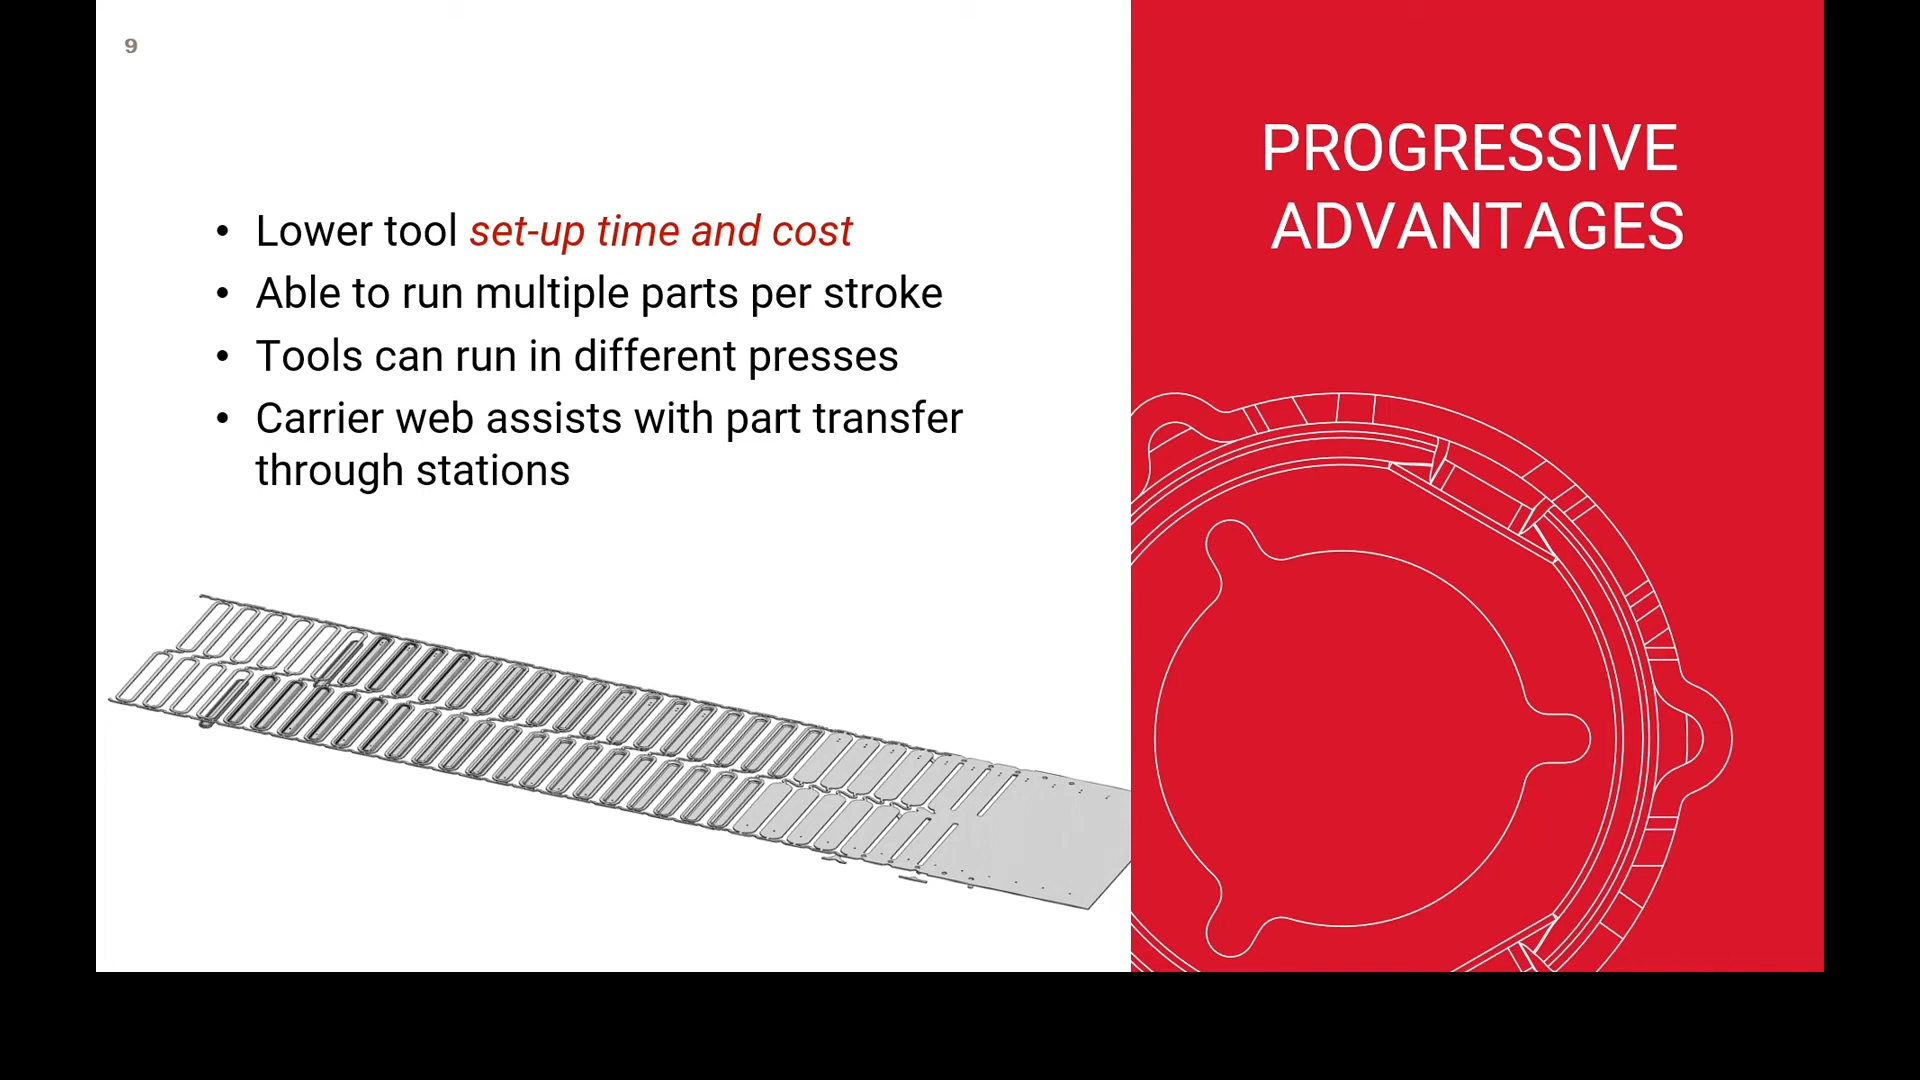 9
PROGRESSIVE
ADVANTAGES
• Lower tool set-up time and cost
• Able to run multiple parts per stroke
• Tools can run in different presses
• Carrier web assists with part transfer
through stations